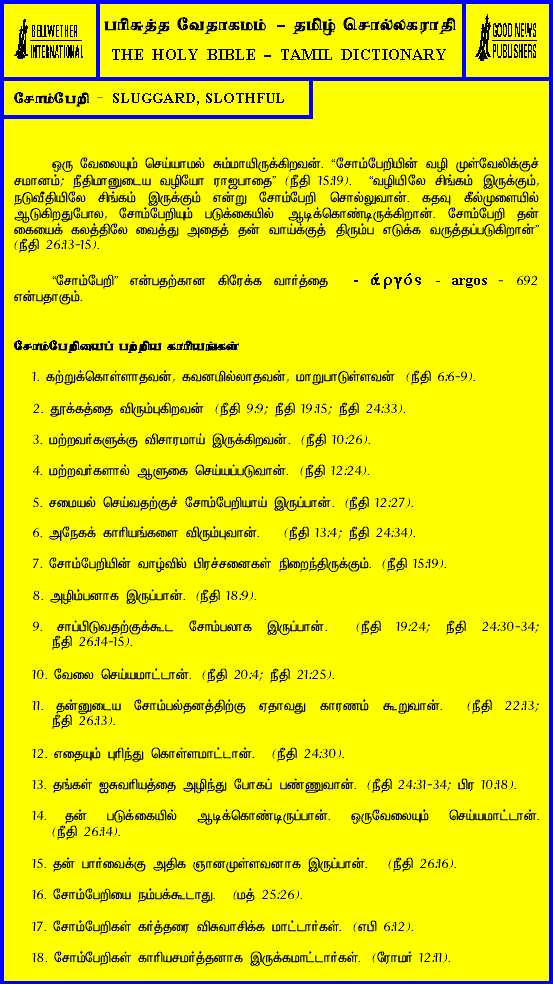 BELLWETHER
INTERNATIONAL
பரிசுத்த வேதாகமம் – தமிழ் சொல்லகராதி
THE HOLY BIBLE – TAMIL DICTIONARY
GOOD NEWS
PUBLISHERS
சோம்பேறி – SLUGGARD, SLOTHFUL
ஒரு வேலையும் செய்யாமல் சும்மாயிருக்கிறவன். “சோம்பேறியின் வழி முள்வேலிக்குச்
சமானம்; நீதிமானுடைய வழியோ ராஜபாதை” (நீதி 15:19). “வழியிலே சிங்கம் இருக்கும்,
நடுவீதியிலே சிங்கம் இருக்கும் என்று சோம்பேறி சொல்லுவான். கதவு கீல்முளையில்
ஆடுகிறதுபோல, சோம்பேறியும் படுக்கையில் ஆடிக்கொண்டிருக்கிறான். சோம்பேறி தன்
கையைக் கலத்திலே வைத்து அதைத் தன் வாய்க்குத் திரும்ப எடுக்க வருத்தப்படுகிறான்”
(நீதி 26:13-15).
“சோம்பேறி” என்பதற்கான கிரேக்க வார்த்தை - άργός - argos - 692
என்பதாகும்.
சோம்பேறியைப் பற்றிய காரியங்கள்
1. கற்றுக்கொள்ளாதவன், கவனமில்லாதவன், மாறுபாடுள்ளவன் (நீதி 6:6-9).
2. தூக்கத்தை விரும்புகிறவன் (நீதி 9:9; நீதி 19:15; நீதி 24:33).
3. மற்றவர்களுக்கு விசாரமாய் இருக்கிறவன். (நீதி 10:26).
4. மற்றவர்களால் ஆளுகை செய்யப்படுவான். (நீதி 12:24).
5. சமையல் செய்வதற்குச் சோம்பேறியாய் இருப்பான். (நீதி 12:27).
6. அநேகக் காரியங்களை விரும்புவான். (நீதி 13:4; நீதி 24:34).
7. சோம்பேறியின் வாழ்வில் பிரச்சனைகள் நிறைந்திருக்கும். (நீதி 15:19).
8. அழிம்பனாக இருப்பான். (நீதி 18:9).
9. சாப்பிடுவதற்குக்கூட சோம்பலாக இருப்பான். (நீதி 19:24; நீதி 24:30-34;
நீதி 26:14-15).
10. வேலை செய்யமாட்டான். (நீதி 20:4; நீதி 21:25).
11. தன்னுடைய சோம்பல்தனத்திற்கு ஏதாவது காரணம் கூறுவான். (நீதி 22:13;
நீதி 26:13).
12. எதையும் புரிந்து கொள்ளமாட்டான். (நீதி 24:30).
13. தங்கள் ஐசுவரியத்தை அழிந்து போகப் பண்ணுவான். (நீதி 24:31-34; பிர 10:18).
14. தன் படுக்கையில் ஆடிக்கொண்டிருப்பான். ஒருவேலையும் செய்யமாட்டான்.
(நீதி 26:14).
15. தன் பார்வைக்கு அதிக ஞானமுள்ளவனாக இருப்பான். (நீதி 26:16).
16. சோம்பேறியை நம்பக்கூடாது. (மத் 25:26).
17. சோம்பேறிகள் கர்த்தரை விசுவாசிக்க மாட்டார்கள். (எபி 6:12).
18. சோம்பேறிகள் காரியசமர்த்தனாக இருக்கமாட்டார்கள். (ரோமர் 12:11).